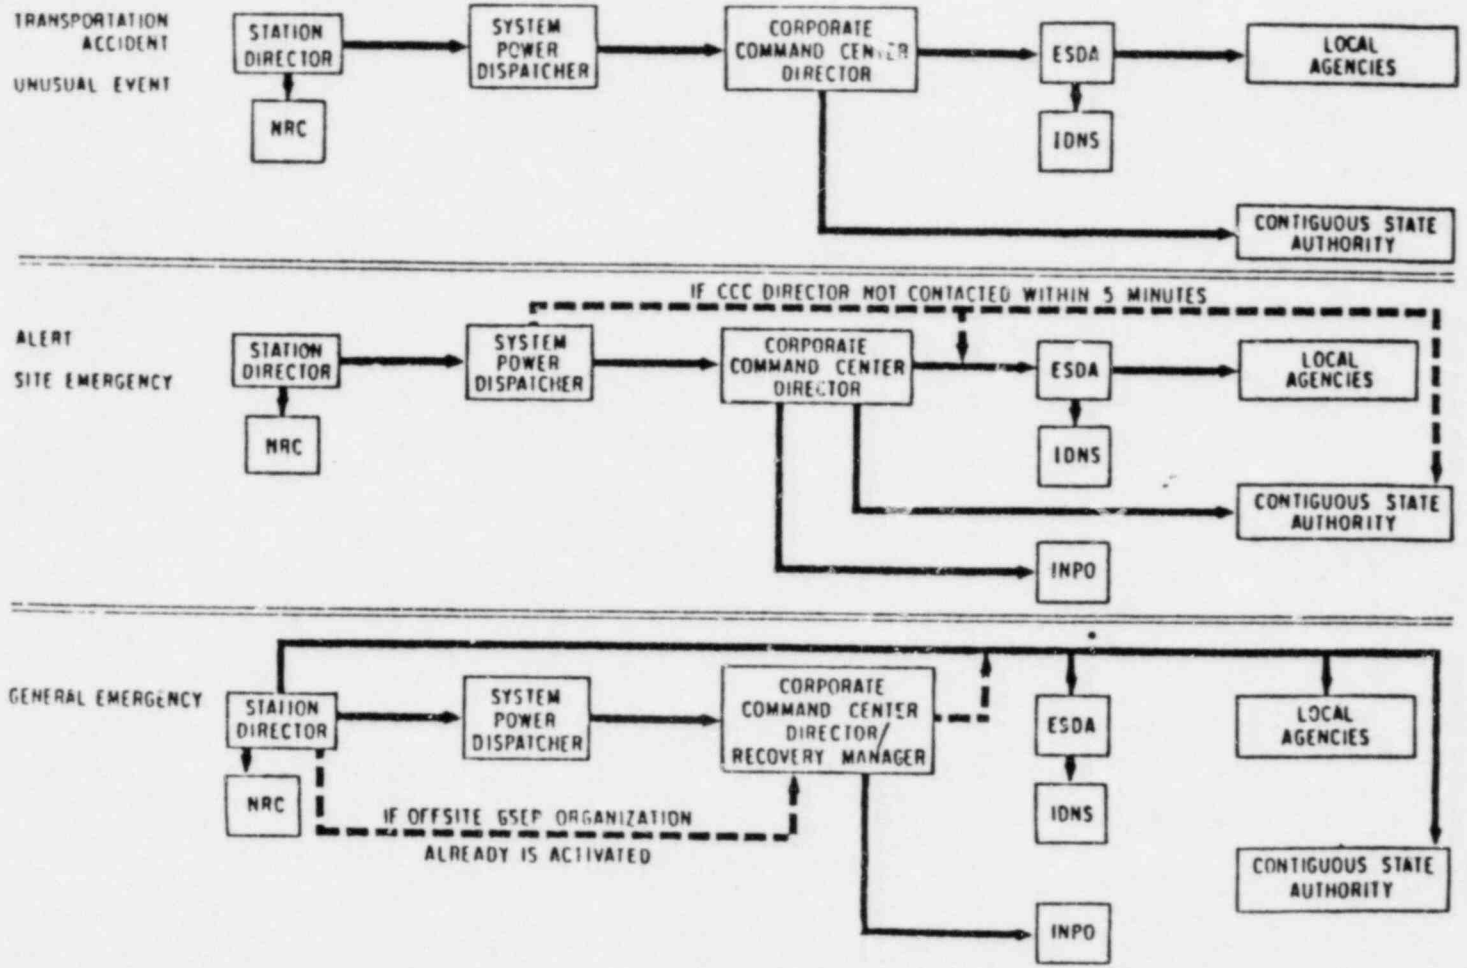 TRANSPORTATION
ACCIDENT
UNUSUAL EVENT
STATION
DIRECTOR
NRC
SYSTEM
POWER
DISPATCHER
CORPORATE
COMMAND CENTER
DIRECTOR
ESDA
IDNS
LOCAL
AGENCIES
CONTIGUOUS STATE
AUTHORITY
IF CCC DIRECTOR NOT CONTACTED WITHIN 5 MINUTES
ALERT
SITE EMERGENCY
STATION
DIRECTOR
NRC
SYSTEM
POWER
DISPATCHER
CORPORATE
COMMAND CENTER
DIRECTOR
ESDA
IDNS
LOCAL
AGENCIES
CONTIGUOUS STATE
AUTHORITY
INPO
GENERAL EMERGENCY
STATION
DIRECTOR
NRC
SYSTEM
POWER
DISPATCHER
CORPORATE
COMMAND CENTER
DIRECTOR/
RECOVERY MANAGER
IF OFFSITE GSEP ORGANIZATION
ALREADY IS ACTIVATED
ESDA
IDNS
LOCAL
AGENCIES
CONTIGUOUS STATE
AUTHORITY
INPO